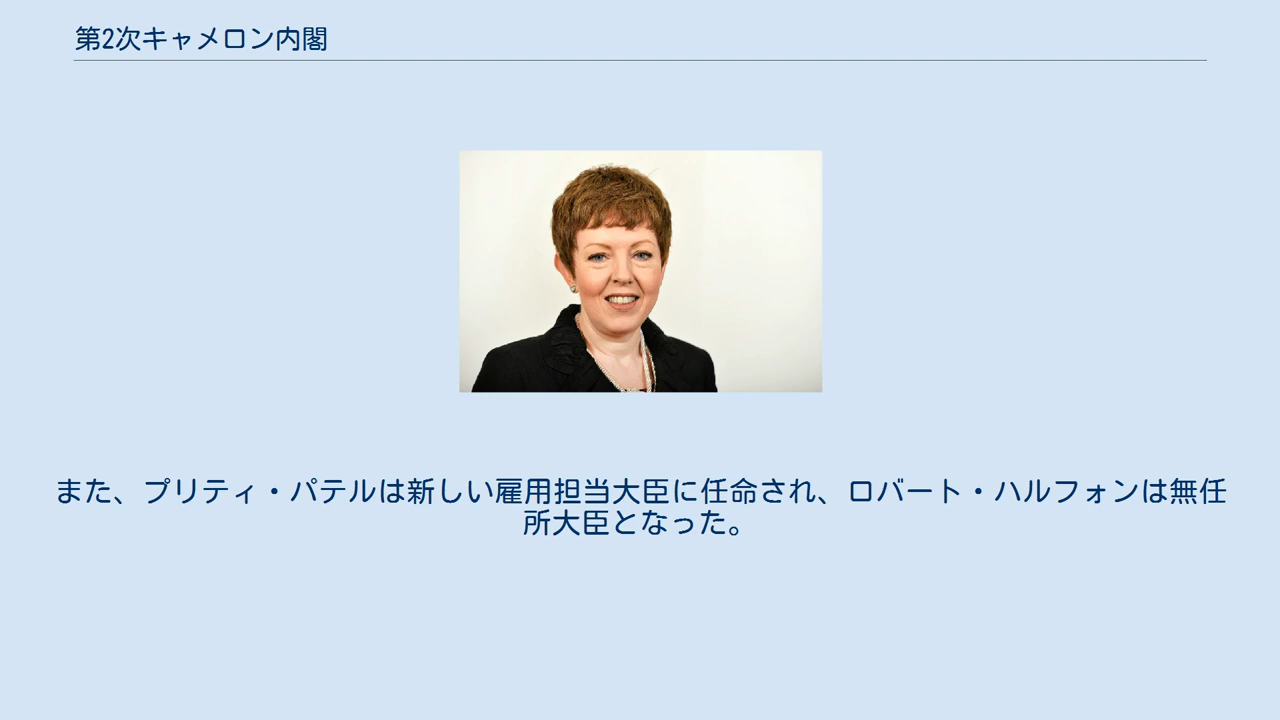 第2次キャメロン内閣
また、プリティ・パテルは新しい雇用担当大臣に任命され、ロバート・ハルフォンは無任
所大臣となった。